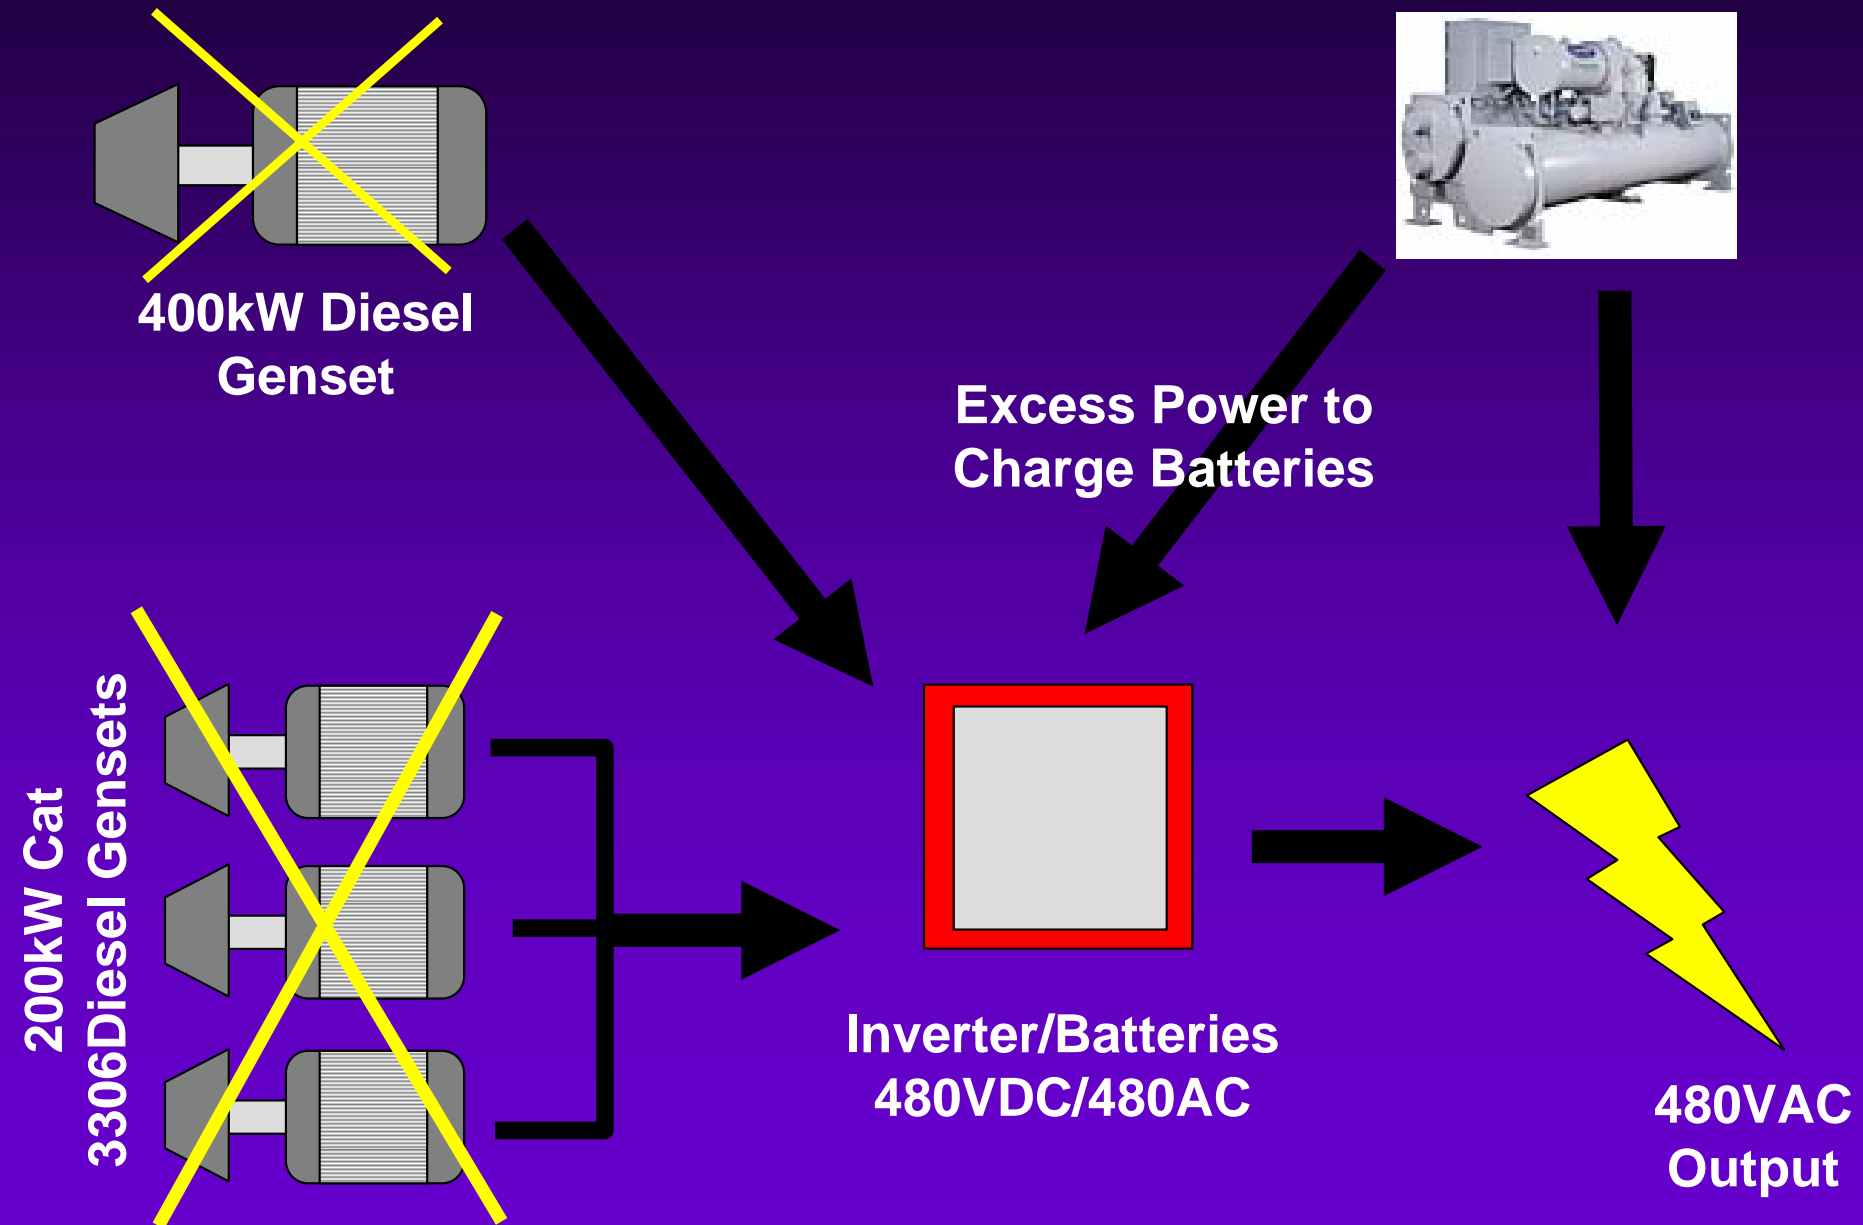 400kW Diesel
Genset
Excess Power to
Charge Batteries
200kW Cat
3306Diesel Gensets
Inverter/Batteries
480VDC/480AC
480VAC
Output